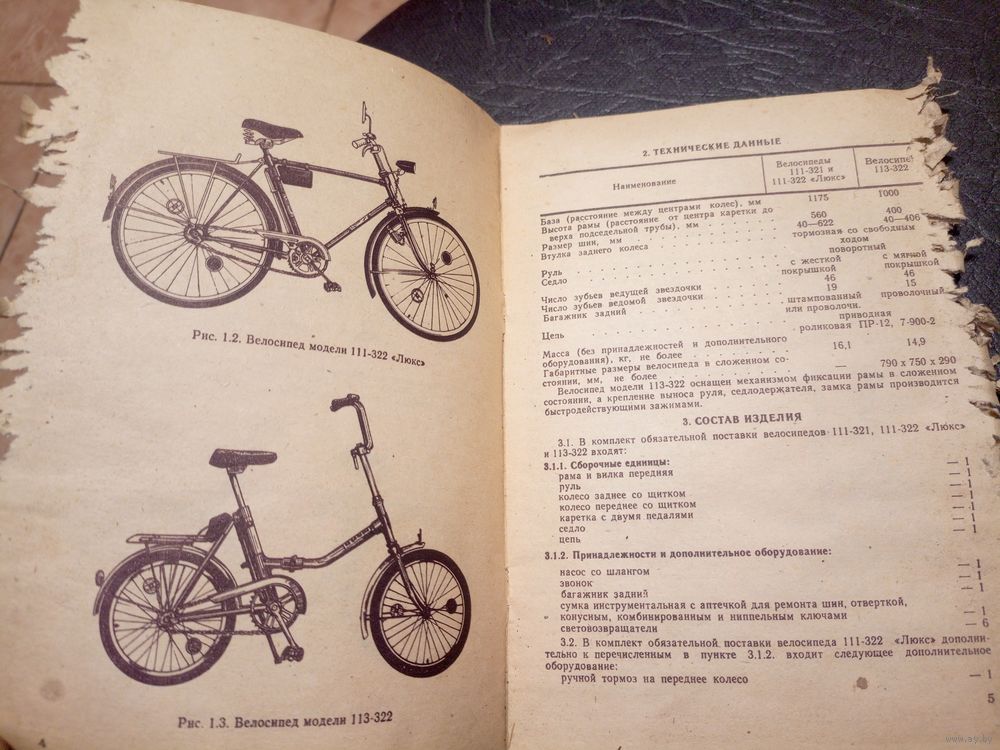 Рис. 1.2. Велосипед модели 111-322 «Люкс»
Рис. 1.3. Велосипед модели 113-322
4
2. ТЕХНИЧЕСКИЕ ДАННЫЕ
Наименование
Велосипеды
111-321 и
111-322 «Люкс»
Велосипе
113-322
База (расстояние между центрами колес), мм 1175 1000
Высота рамы (расстояние от центра каретки до
верха подседельной трубы), мм . . . . . . . . 560 400
Размер шин, мм . . . . . . . . 40—622 40—406
Втулка заднего колеса . . . . . . . . тормозная со свободным
ходом
Руль . . . . . . . . поворотный
Седло . . . . . . . . с жесткой с мягкой
покрышкой покрышкой
Число зубьев ведущей звездочки . . . . . . . . 46 46
Число зубьев ведомой звездочки . . . . . . . . 19 15
Багажник задний . . . . . . . . штампованный проволочный
или проволочн.
Цепь . . . . . . . . приводная
роликовая ПР-12, 7-900-2
Масса (без принадлежностей и дополнительного
оборудования), кг, не более . . . . . . . . 16,1 14,9
Габаритные размеры велосипеда в сложенном со-
стоянии, мм, не более . . . . . . . . — 790 х 750 х 290
Велосипед модели 113-322 оснащен механизмом фиксации рамы в сложенном
состоянии, а крепление выноса руля, седлодержателя, замка рамы производится
быстродействующими зажимами.
3. СОСТАВ ИЗДЕЛИЯ
3.1. В комплект обязательной поставки велосипедов 111-321, 111-322 «Люкс»
и 113-322 входят:
3.1.1. Сборочные единицы:
рама и вилка передняя — 1
руль — 1
колесо заднее со щитком — 1
колесо переднее со щитком — 1
каретка с двумя педалями — 1
седло — 1
цепь — 1
3.1.2. Принадлежности и дополнительное оборудование:
насос со шлангом — 1
звонок — 1
багажник задний — 1
сумка инструментальная с аптечкой для ремонта шин, отверткой,
конусным, комбинированным и ниппельным ключами — 1
световозвращатели — 6
3.2. В комплект обязательной поставки велосипеда 111-322 «Люкс» дополни-
тельно к перечисленным в пункте 3.1.2. входит следующее дополнительное
оборудование:
ручной тормоз на переднее колесо — 1
5
www.ay.by